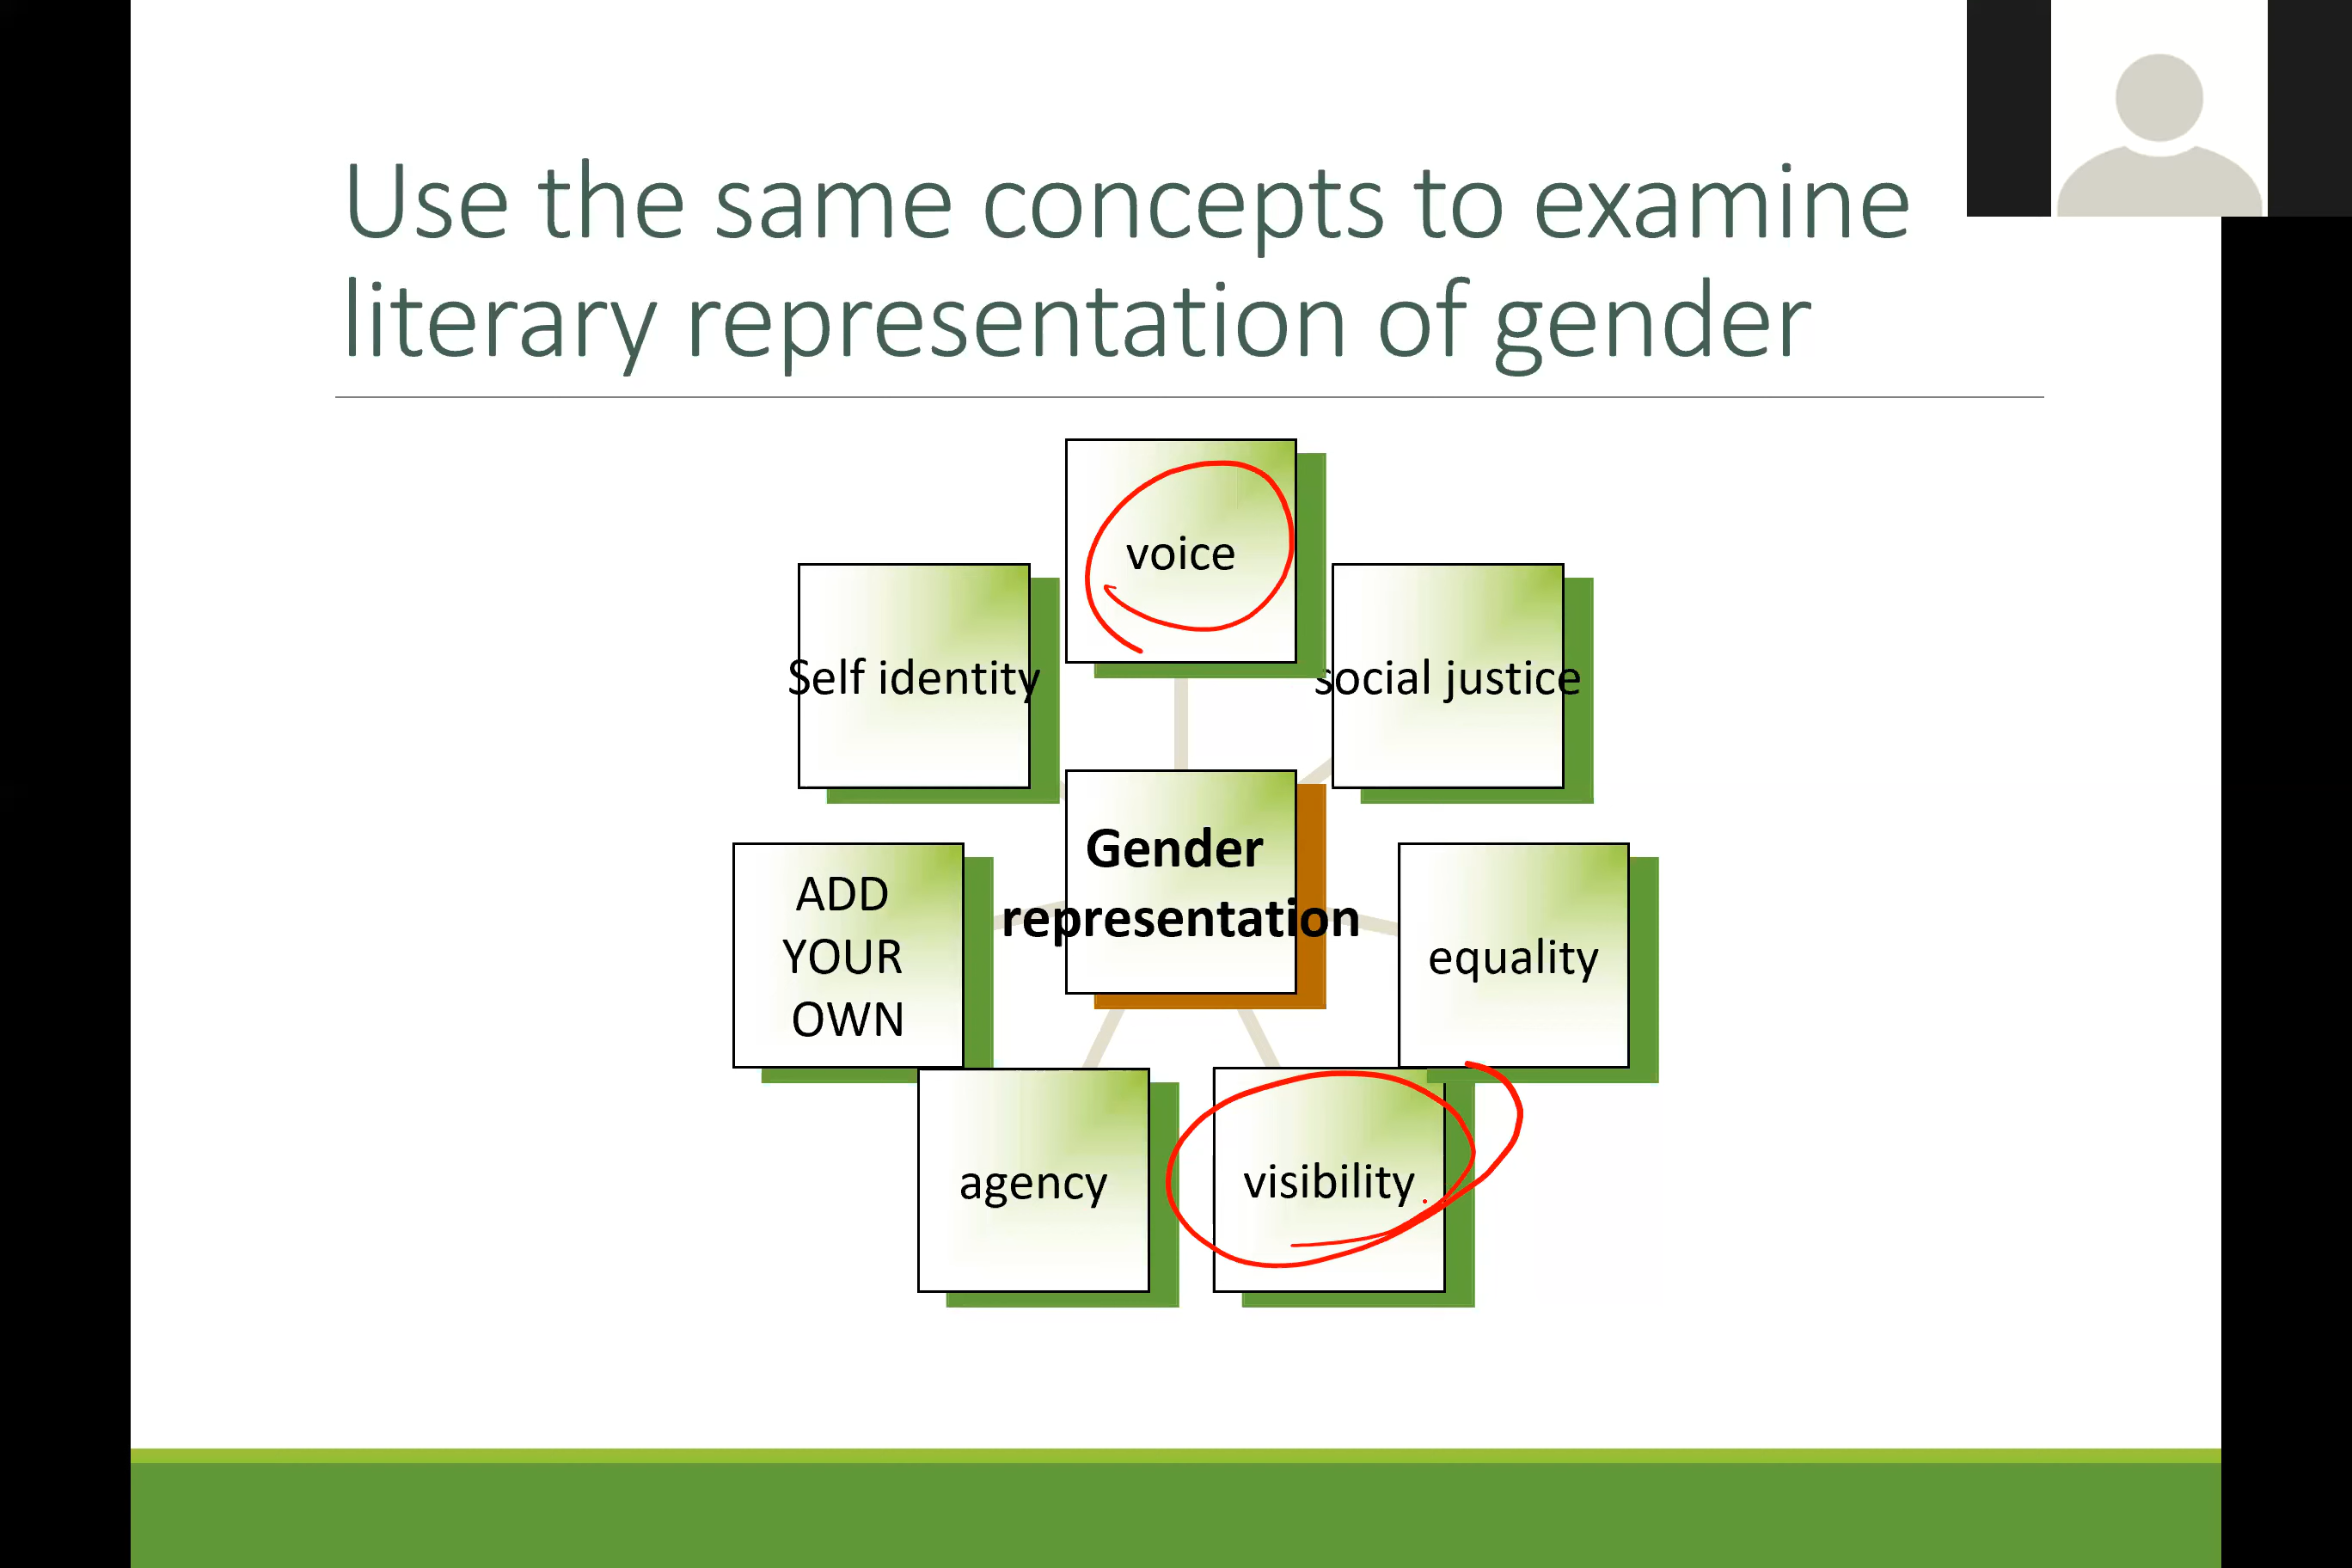 Use the same concepts to examine
literary representation of gender
voice
Self identity
social justice
Gender
representation
ADD
YOUR
OWN
equality
agency
visibility